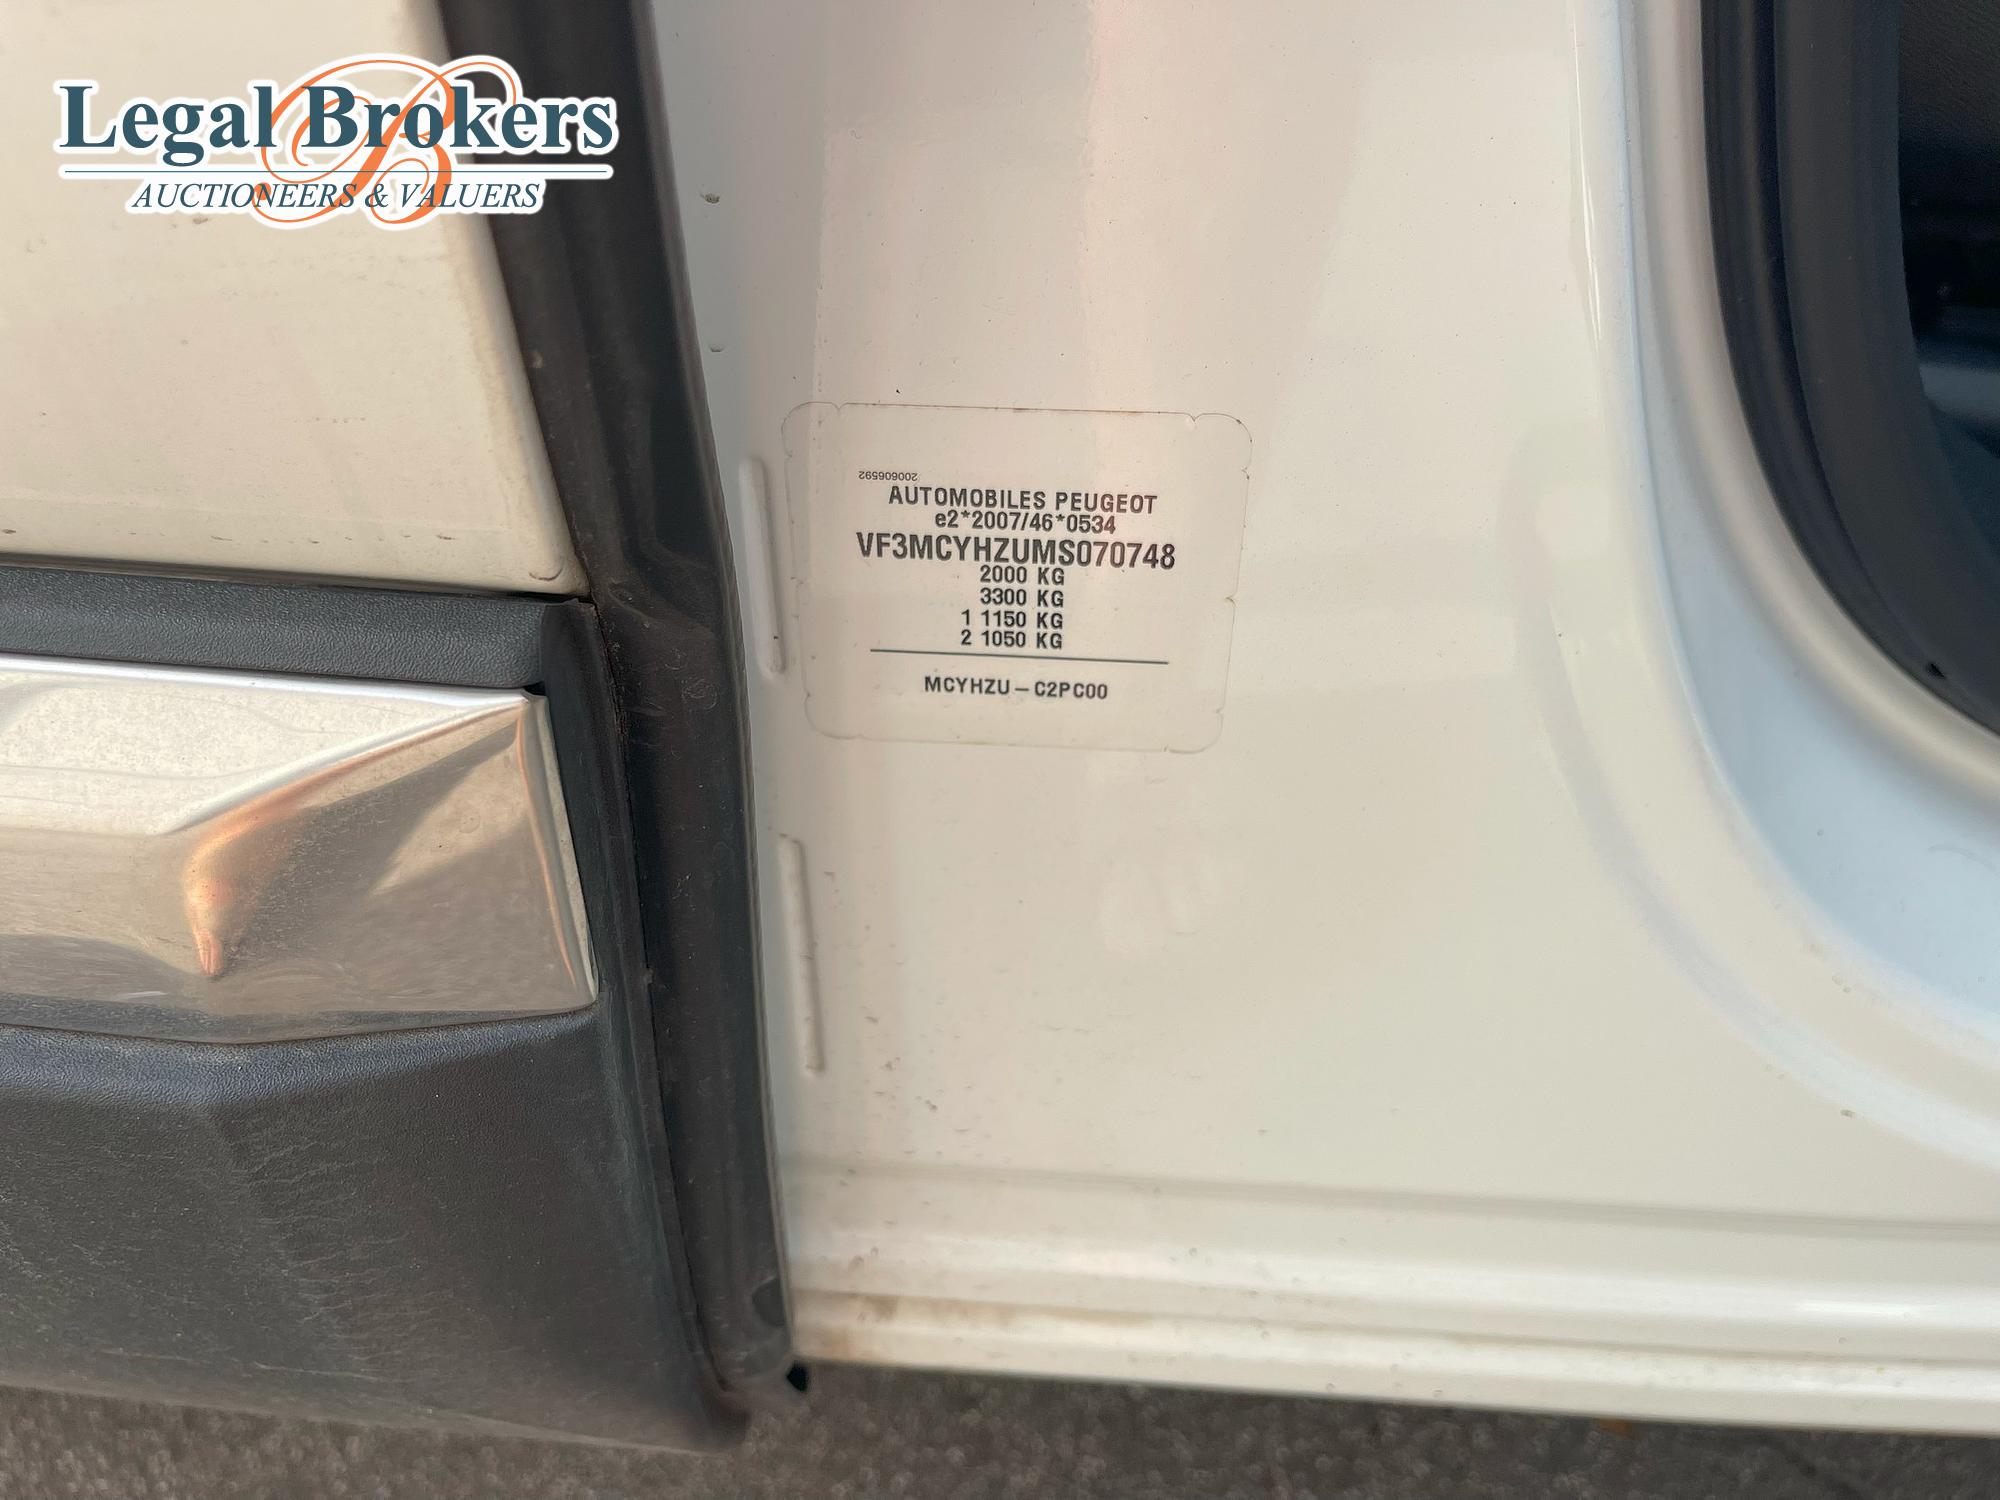 Legal Brokers
AUCTIONEERS & VALUERS
200606592
AUTOMOBILES PEUGEOT
e2*2007/46*0534
VF3MCYHZUMS070748
2000 KG
3300 KG
1 1150 KG
2 1050 KG
MCYHZU – C2PC00